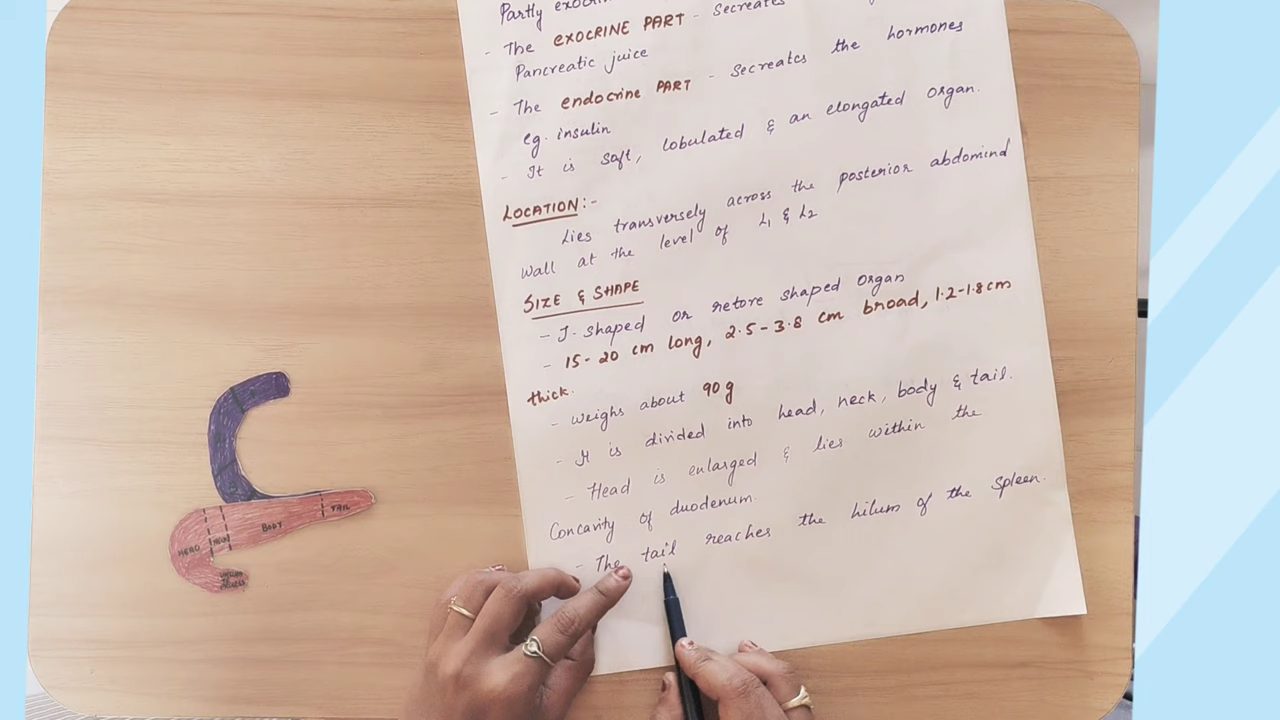 Partly exocrine
- The EXOCRINE PART - Secreates
Pancreatic juice
- The endocrine PART - Secreates the hormones
eg. insulin
- It is soft, lobulated & an elongated organ.
LOCATION:-
Lies transversely across the posterior abdominal
wall at the level of L1 & L2
SIZE & SHAPE
- J. shaped or retore shaped organ
- 15-20 cm long, 2.5-3.8 cm broad, 1.2-1.8cm
thick.
- weighs about 90g
- It is divided into head, neck, body & tail.
- Head is enlarged & lies within the
Concavity of duodenum.
- The tail reaches the hilum of the spleen.
HEAD
NECK
BODY
TAIL
PROCESS